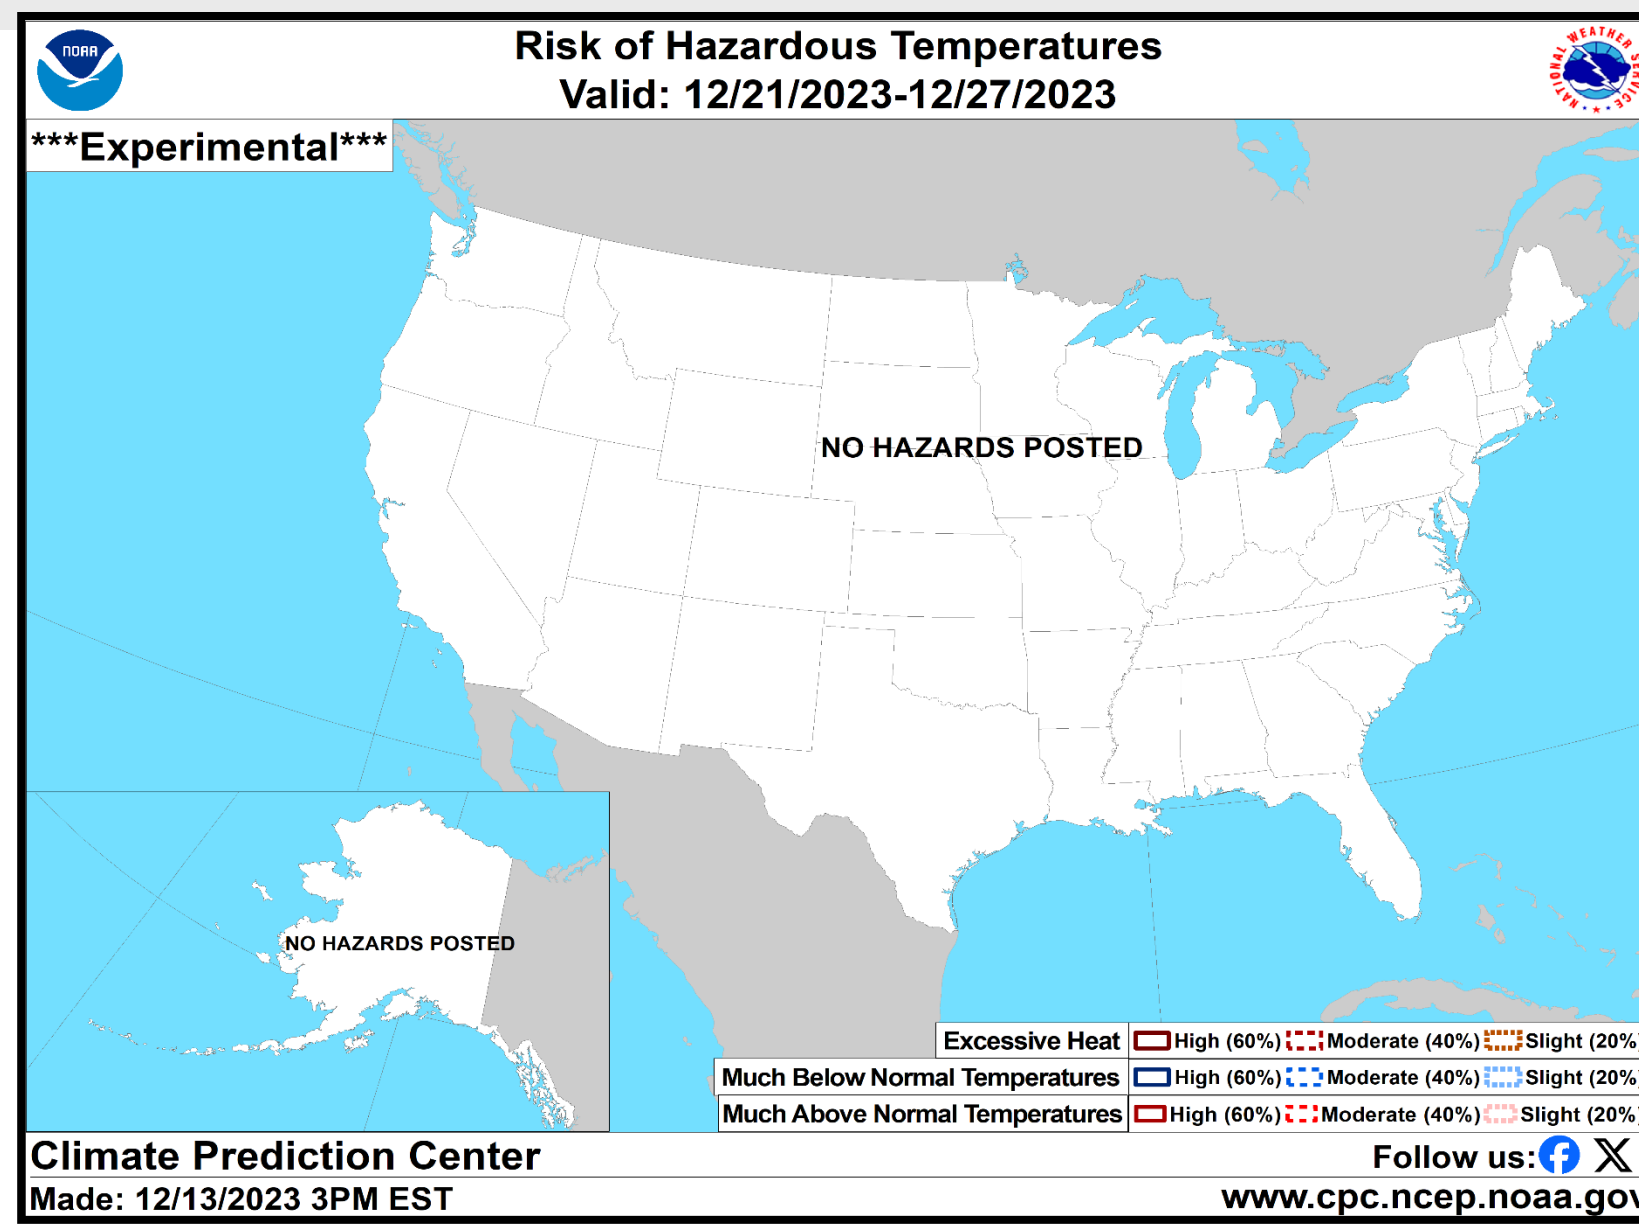 NOAA
Risk of Hazardous Temperatures
Valid: 12/21/2023-12/27/2023
NATIONAL WEATHER SERVICE
***Experimental***
NO HAZARDS POSTED
NO HAZARDS POSTED
Excessive Heat High (60%) Moderate (40%) Slight (20%)
Much Below Normal Temperatures High (60%) Moderate (40%) Slight (20%)
Much Above Normal Temperatures High (60%) Moderate (40%) Slight (20%)
Climate Prediction Center
Follow us:
Made: 12/13/2023 3PM EST
www.cpc.ncep.noaa.gov